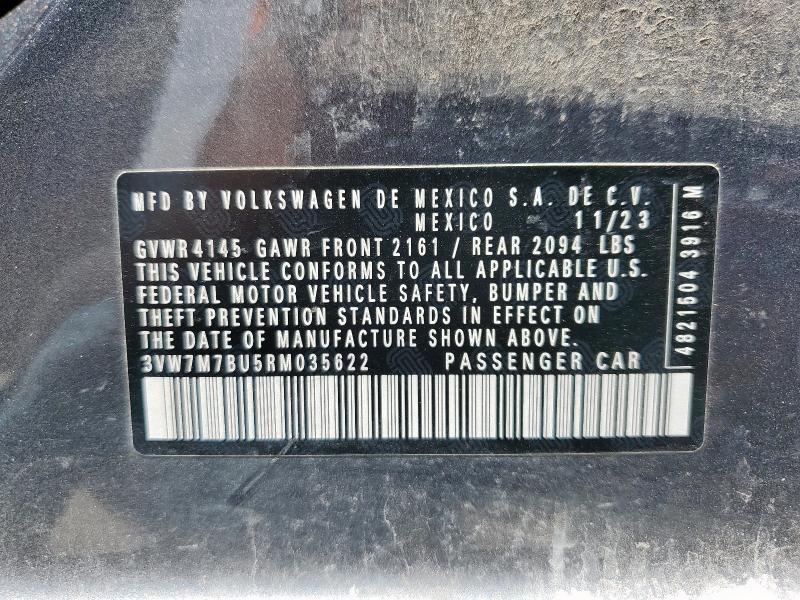 MFD BY VOLKSWAGEN DE MEXICO S.A. DE C.V.
MEXICO 11/23
GVWR 4145 GAWR FRONT 2161 / REAR 2094 LBS
THIS VEHICLE CONFORMS TO ALL APPLICABLE U.S.
FEDERAL MOTOR VEHICLE SAFETY, BUMPER AND
THEFT PREVENTION STANDARDS IN EFFECT ON
THE DATE OF MANUFACTURE SHOWN ABOVE.
3VW7M7BU5RM035622 PASSENGER CAR
4821504 3916 M